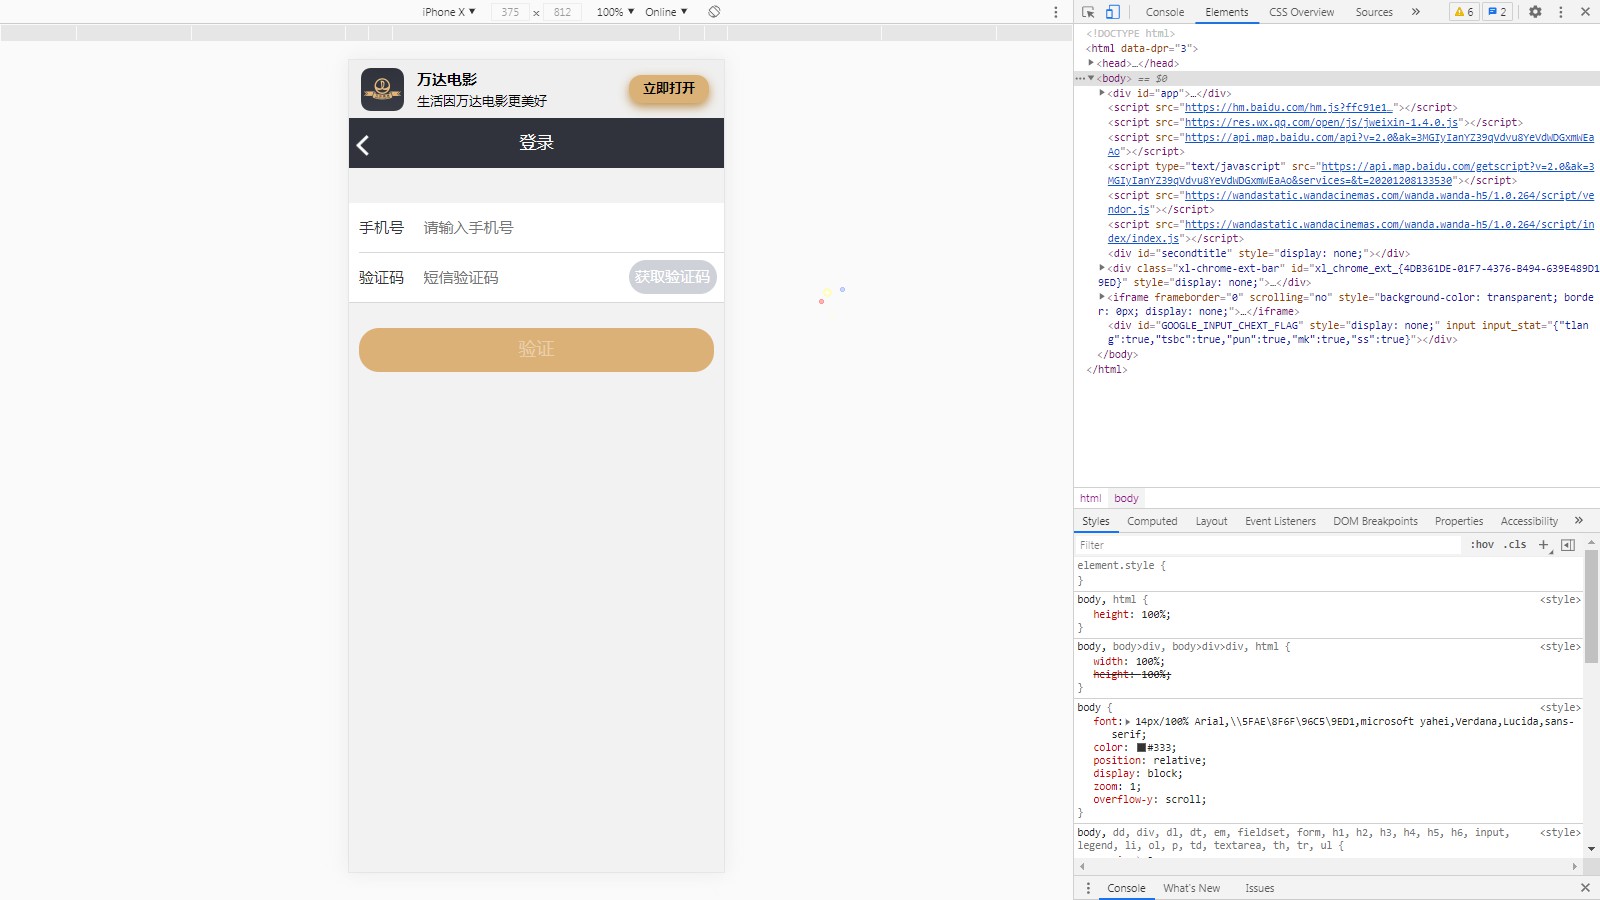 iPhone X ▼ 375 × 812 100% ▼ Online ▼
万达电影
生活因万达电影更美好
立即打开
登录
手机号 请输入手机号
验证码 短信验证码 获取验证码
验证
Console Elements CSS Overview Sources » 6 2
<!DOCTYPE html>
<html data-dpr="3">
<head>…</head>
<body> == $0
<div id="app">…</div>
<script src="https://hm.baidu.com/hm.js?ffc91e1…"></script>
<script src="https://res.wx.qq.com/open/js/jweixin-1.4.0.js"></script>
<script src="https://api.map.baidu.com/api?v=2.0&ak=3MGIyIanYZ39qVdvu8YeVdWDGxmWEa
Ao"></script>
<script type="text/javascript" src="https://api.map.baidu.com/getscript?v=2.0&ak=3
MGIyIanYZ39qVdvu8YeVdWDGxmWEaAo&services=&t=20201208133530"></script>
<script src="https://wandastatic.wandacinemas.com/wanda.wanda-h5/1.0.264/script/ve
ndor.js"></script>
<script src="https://wandastatic.wandacinemas.com/wanda.wanda-h5/1.0.264/script/in
dex/index.js"></script>
<div id="secondtitle" style="display: none;"></div>
<div class="xl-chrome-ext-bar" id="xl_chrome_ext_{4DB361DE-01F7-4376-B494-639E489D1
9ED}" style="display: none;">…</div>
<iframe frameborder="0" scrolling="no" style="background-color: transparent; borde
r: 0px; display: none;">…</iframe>
<div id="GOOGLE_INPUT_CHEXT_FLAG" style="display: none;" input input_stat="{"tlan
g":true,"tsbc":true,"pun":true,"mk":true,"ss":true}"></div>
</body>
</html>
html body
Styles Computed Layout Event Listeners DOM Breakpoints Properties Accessibility »
Filter :hov .cls +
element.style {
}
body, html { <style>
height: 100%;
}
body, body>div, body>div>div, html { <style>
width: 100%;
height: 100%;
}
body { <style>
font: 14px/100% Arial,\\5FAE\8F6F\96C5\9ED1,microsoft yahei,Verdana,Lucida,sans-
serif;
color: #333;
position: relative;
display: block;
zoom: 1;
overflow-y: scroll;
}
body, dd, div, dl, dt, em, fieldset, form, h1, h2, h3, h4, h5, h6, input, <style>
legend, li, ol, p, td, textarea, th, tr, ul {
Console What's New Issues